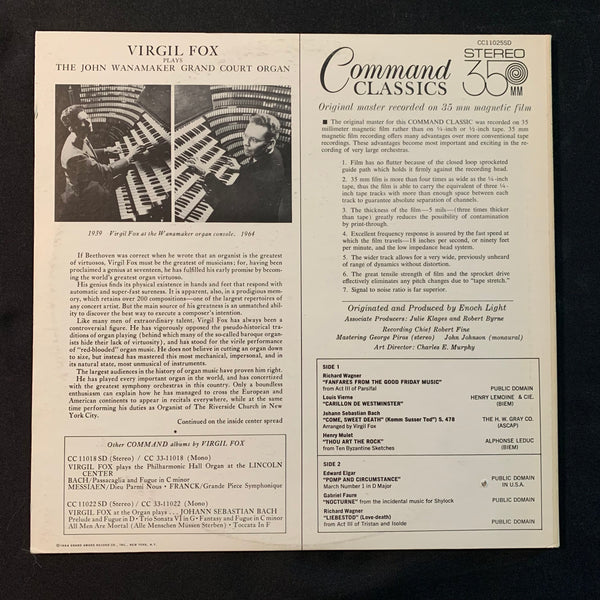 VIRGIL FOX
PLAYS
THE JOHN WANAMAKER GRAND COURT ORGAN
1939 Virgil Fox at the Wanamaker organ console. 1964
If Beethoven was correct when he wrote that an organist is the greatest
of virtuosos, Virgil Fox must be the greatest of musicians; for, having been
proclaimed a genius at seventeen, he has fulfilled his early promise by becom-
ing the world's greatest organ virtuoso.
His genius finds its physical existence in hands and feet that respond with
automatic and super-fast sureness. It is apparent, also, in a prodigious mem-
ory, which retains over 200 compositions—one of the largest repertoires of
any concert artist. But the main source of his greatness is an unmatched abil-
ity to discover the best way to execute a composer's intention.
Like many men of extraordinary talent, Virgil Fox has always been a
controversial figure. He has vigorously opposed the pseudo-historical tra-
ditions of organ playing (behind which many of the so-called baroque organ-
ists hide their lack of virtuosity), and has stood for the virile performance
of "red-blooded" organ music. He does not believe in cutting an organ down
to size, but instead has mastered this most mechanical, impersonal, and in
its natural state, most unmusical of instruments.
The largest audiences in the history of organ music have proven him right.
He has played every important organ in the world, and has concertized
with the greatest symphony orchestras in this country. Only a boundless
enthusiasm can explain how he has managed to cross the European and
American continents to appear in recitals everywhere, while at the same
time performing his duties as Organist of The Riverside Church in New
York City.
Continued on the inside center spread
Other COMMAND albums by VIRGIL FOX
CC 11018 SD (Stereo) / CC 33-11018 (Mono)
VIRGIL FOX plays the Philharmonic Hall Organ at the LINCOLN
CENTER
BACH/Passacaglia and Fugue in C minor
MESSIAEN/Dieu Parmi Nous • FRANCK/Grande Piece Symphonique
CC 11022 SD (Stereo) / CC 33-11022 (Mono)
VIRGIL FOX at the Organ plays . . . JOHANN SEBASTIAN BACH
Prelude and Fugue in D • Trio Sonata VI in G • Fantasy and Fugue in C minor
All Men Are Mortal (Alle Menschen Müssen Sterben) • Toccata In F
©1964 GRAND AWARD RECORD CO., INC., NEW YORK, N.Y.
CC11025SD
Command
CLASSICS
STEREO
35
MM
Original master recorded on 35 mm magnetic film
■ The original master for this COMMAND CLASSIC was recorded on 35
millimeter magnetic film rather than on ¼-inch or ½-inch tape. 35 mm
magnetic film recording offers many advantages over more conventional tape
recordings. These advantages become most important and exciting in the re-
cording of very large orchestras.
1. Film has no flutter because of the closed loop sprocketed
guide path which holds it firmly against the recording head.
2. 35 mm film is more than four times as wide as the ¼-inch
tape, thus the film is able to carry the equivalent of three ¼-
inch tape tracks with more than enough space between each
track to guarantee absolute separation of channels.
3. The thickness of the film—5 mils—(three times thicker
than tape) greatly reduces the possibility of contamination
by print-through.
4. Excellent frequency response is assured by the fast speed at
which the film travels—18 inches per second, or ninety feet
per minute, and the low impedance head system.
5. The wider track allows for a very wide, previously unheard
of range of dynamics without distortion.
6. The great tensile strength of film and the sprocket drive
effectively eliminates any pitch changes due to "tape stretch."
7. Signal to noise ratio is far superior.
Originated and Produced by Enoch Light
Associate Producers: Julie Klages and Robert Byrne
Recording Chief Robert Fine
Mastering George Piros (stereo) John Johnson (monaural)
Art Director: Charles E. Murphy
SIDE 1
Richard Wagner
"FANFARES FROM THE GOOD FRIDAY MUSIC"
from Act III of Parsifal PUBLIC DOMAIN
Louis Vierne HENRY LEMOINE & CIE.
"CARILLON DE WESTMINSTER" (BIEM)
Johann Sebastian Bach
"COME, SWEET DEATH" (Komm Susser Tod") S. 478 THE H. W. GRAY CO.
Arranged by Virgil Fox (ASCAP)
Henry Mulet
"THOU ART THE ROCK" ALPHONSE LEDUC
from Ten Byzantine Sketches (BIEM)
SIDE 2
Edward Elgar
"POMP AND CIRCUMSTANCE" PUBLIC DOMAIN
March Number 1 in D Major IN U.S.A.
Gabriel Faure
"NOCTURNE" from the incidental music for Shylock PUBLIC DOMAIN
Richard Wagner
"LIEBESTOD" (Love-death)
from Act III of Tristan and Isolde PUBLIC DOMAIN